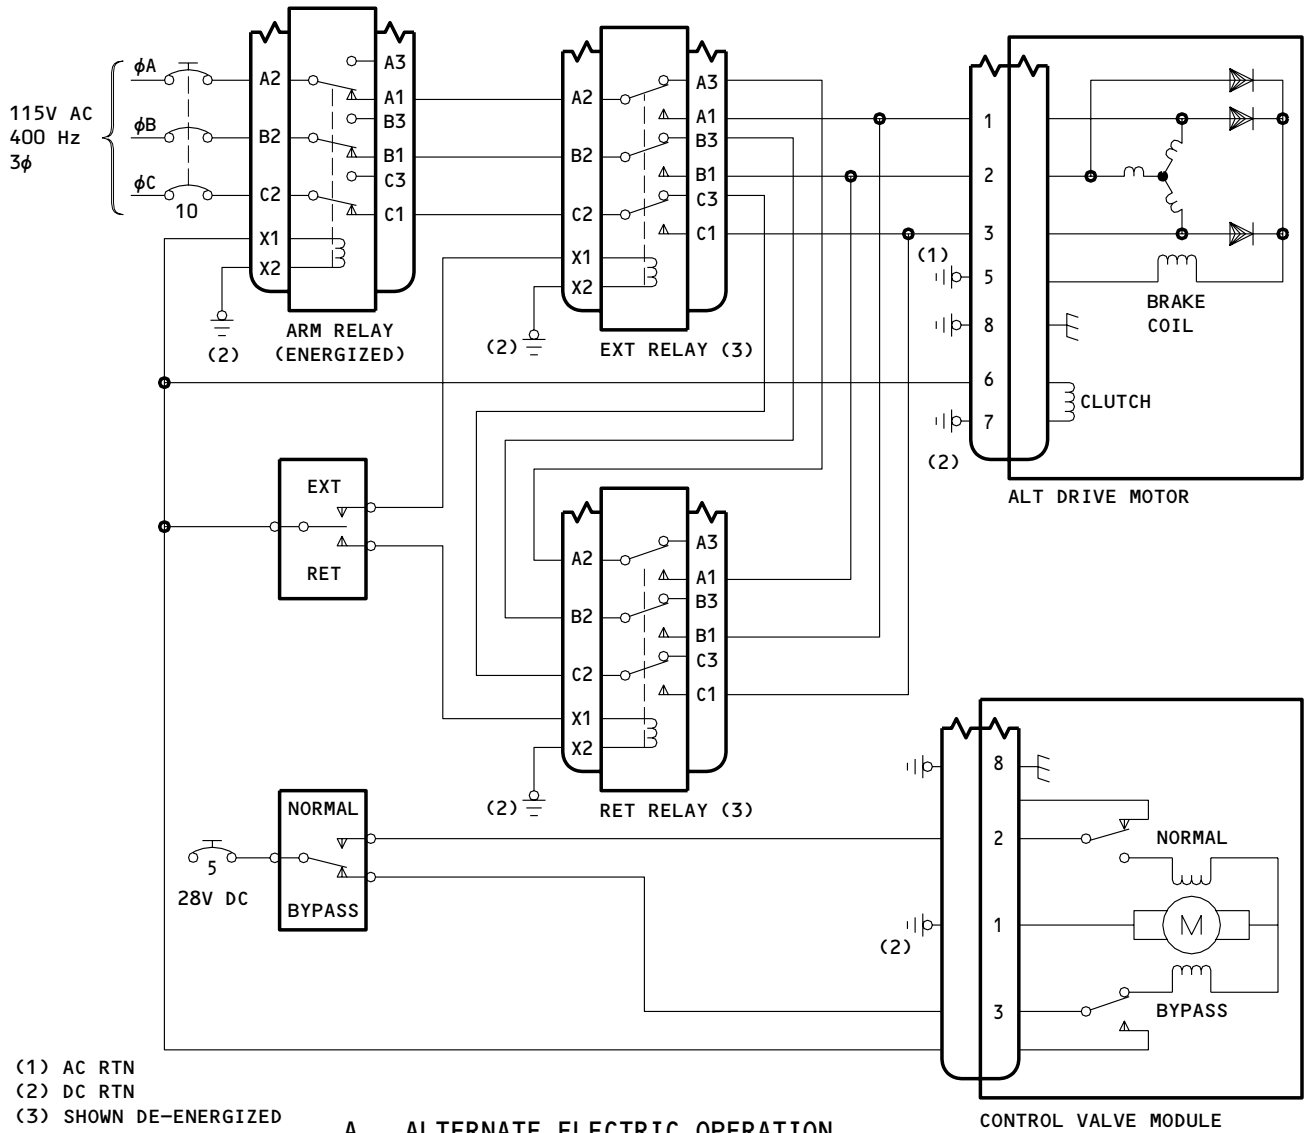 115V AC
400 Hz
3ϕ
ϕA
ϕB
ϕC
10
A2
B2
C2
X1
X2
A3
A1
B3
B1
C3
C1
(2)
ARM RELAY
(ENERGIZED)
A2
B2
C2
X1
X2
A3
A1
B3
B1
C3
C1
(2)
EXT RELAY (3)
1
2
3
(1)
5
8
6
7
(2)
BRAKE
COIL
CLUTCH
ALT DRIVE MOTOR
EXT
RET
A2
B2
C2
X1
X2
A3
A1
B3
B1
C3
C1
(2)
RET RELAY (3)
NORMAL
BYPASS
5
28V DC
8
2
1
(2)
3
NORMAL
M
BYPASS
CONTROL VALVE MODULE
(1) AC RTN
(2) DC RTN
(3) SHOWN DE-ENERGIZED
A ALTERNATE ELECTRIC OPERATION